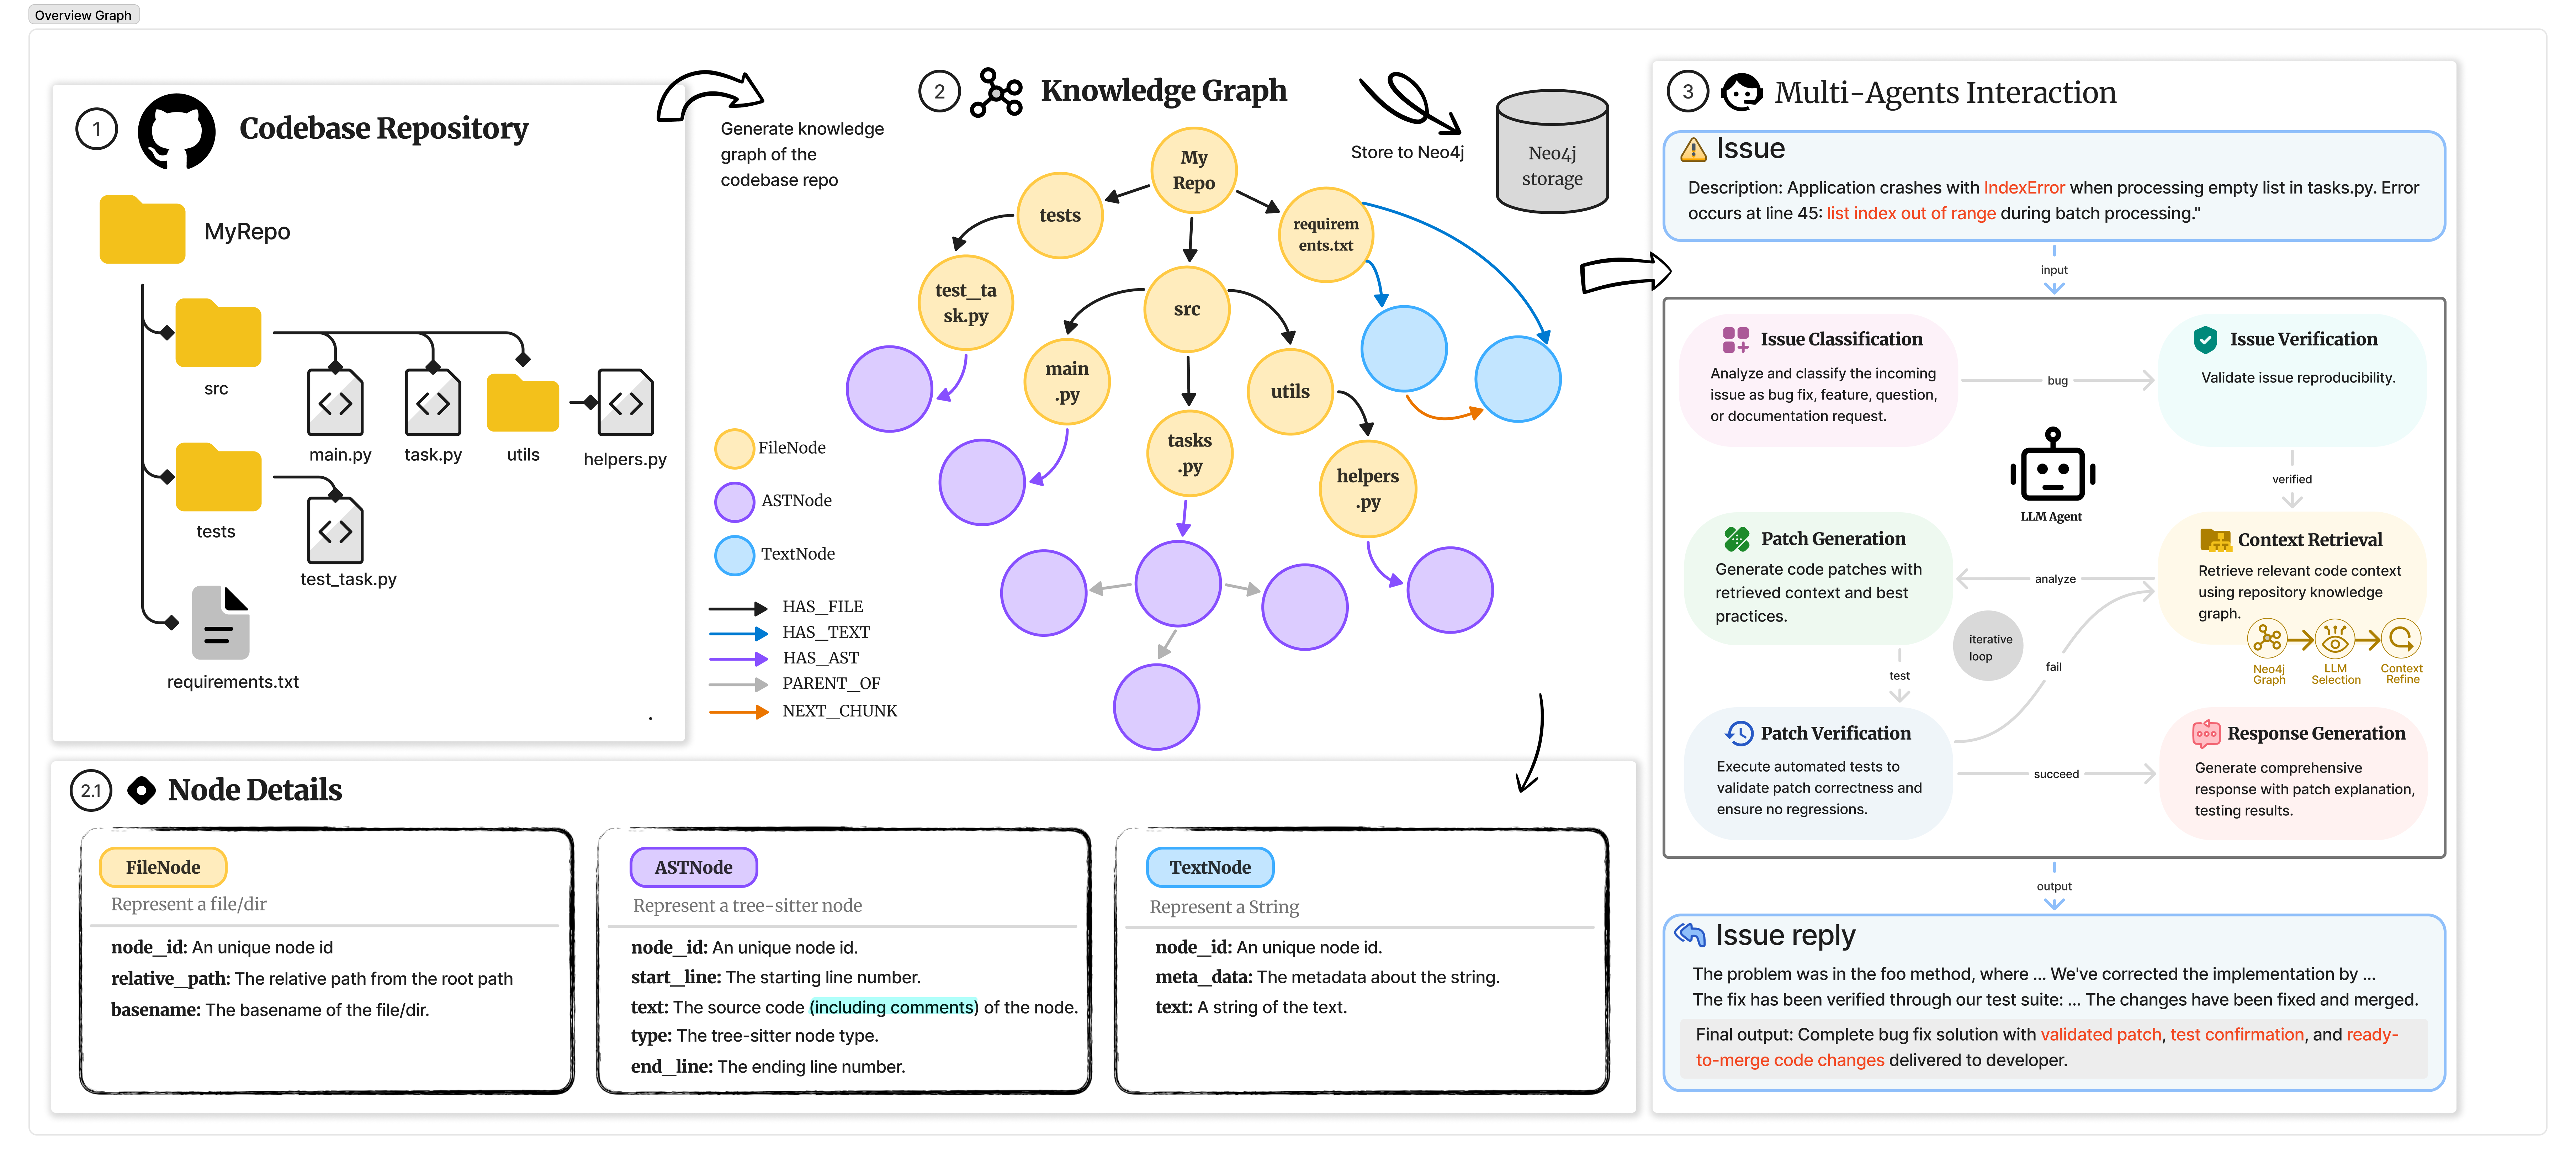 Overview Graph
1
Codebase Repository
MyRepo
src
main.py
task.py
utils
helpers.py
tests
test_task.py
requirements.txt
.
Generate knowledge
graph of the
codebase repo
2
Knowledge Graph
Store to Neo4j
Neo4j
storage
My
Repo
tests
requirem
ents.txt
test_ta
sk.py
src
main
.py
utils
tasks
.py
helpers
.py
FileNode
ASTNode
TextNode
HAS_FILE
HAS_TEXT
HAS_AST
PARENT_OF
NEXT_CHUNK
2.1
Node Details
FileNode
Represent a file/dir
node_id: An unique node id
relative_path: The relative path from the root path
basename: The basename of the file/dir.
ASTNode
Represent a tree-sitter node
node_id: An unique node id.
start_line: The starting line number.
text: The source code (including comments) of the node.
type: The tree-sitter node type.
end_line: The ending line number.
TextNode
Represent a String
node_id: An unique node id.
meta_data: The metadata about the string.
text: A string of the text.
3
Multi-Agents Interaction
Issue
Description: Application crashes with IndexError when processing empty list in tasks.py. Error
occurs at line 45: list index out of range during batch processing."
input
Issue Classification
Analyze and classify the incoming
issue as bug fix, feature, question,
or documentation request.
bug
Issue Verification
Validate issue reproducibility.
LLM Agent
verified
Patch Generation
Generate code patches with
retrieved context and best
practices.
analyze
Context Retrieval
Retrieve relevant code context
using repository knowledge
graph.
Neo4j
Graph
LLM
Selection
Context
Refine
iterative
loop
test
fail
Patch Verification
Execute automated tests to
validate patch correctness and
ensure no regressions.
succeed
Response Generation
Generate comprehensive
response with patch explanation,
testing results.
output
Issue reply
The problem was in the foo method, where ... We've corrected the implementation by ...
The fix has been verified through our test suite: ... The changes have been fixed and merged.
Final output: Complete bug fix solution with validated patch, test confirmation, and ready-
to-merge code changes delivered to developer.